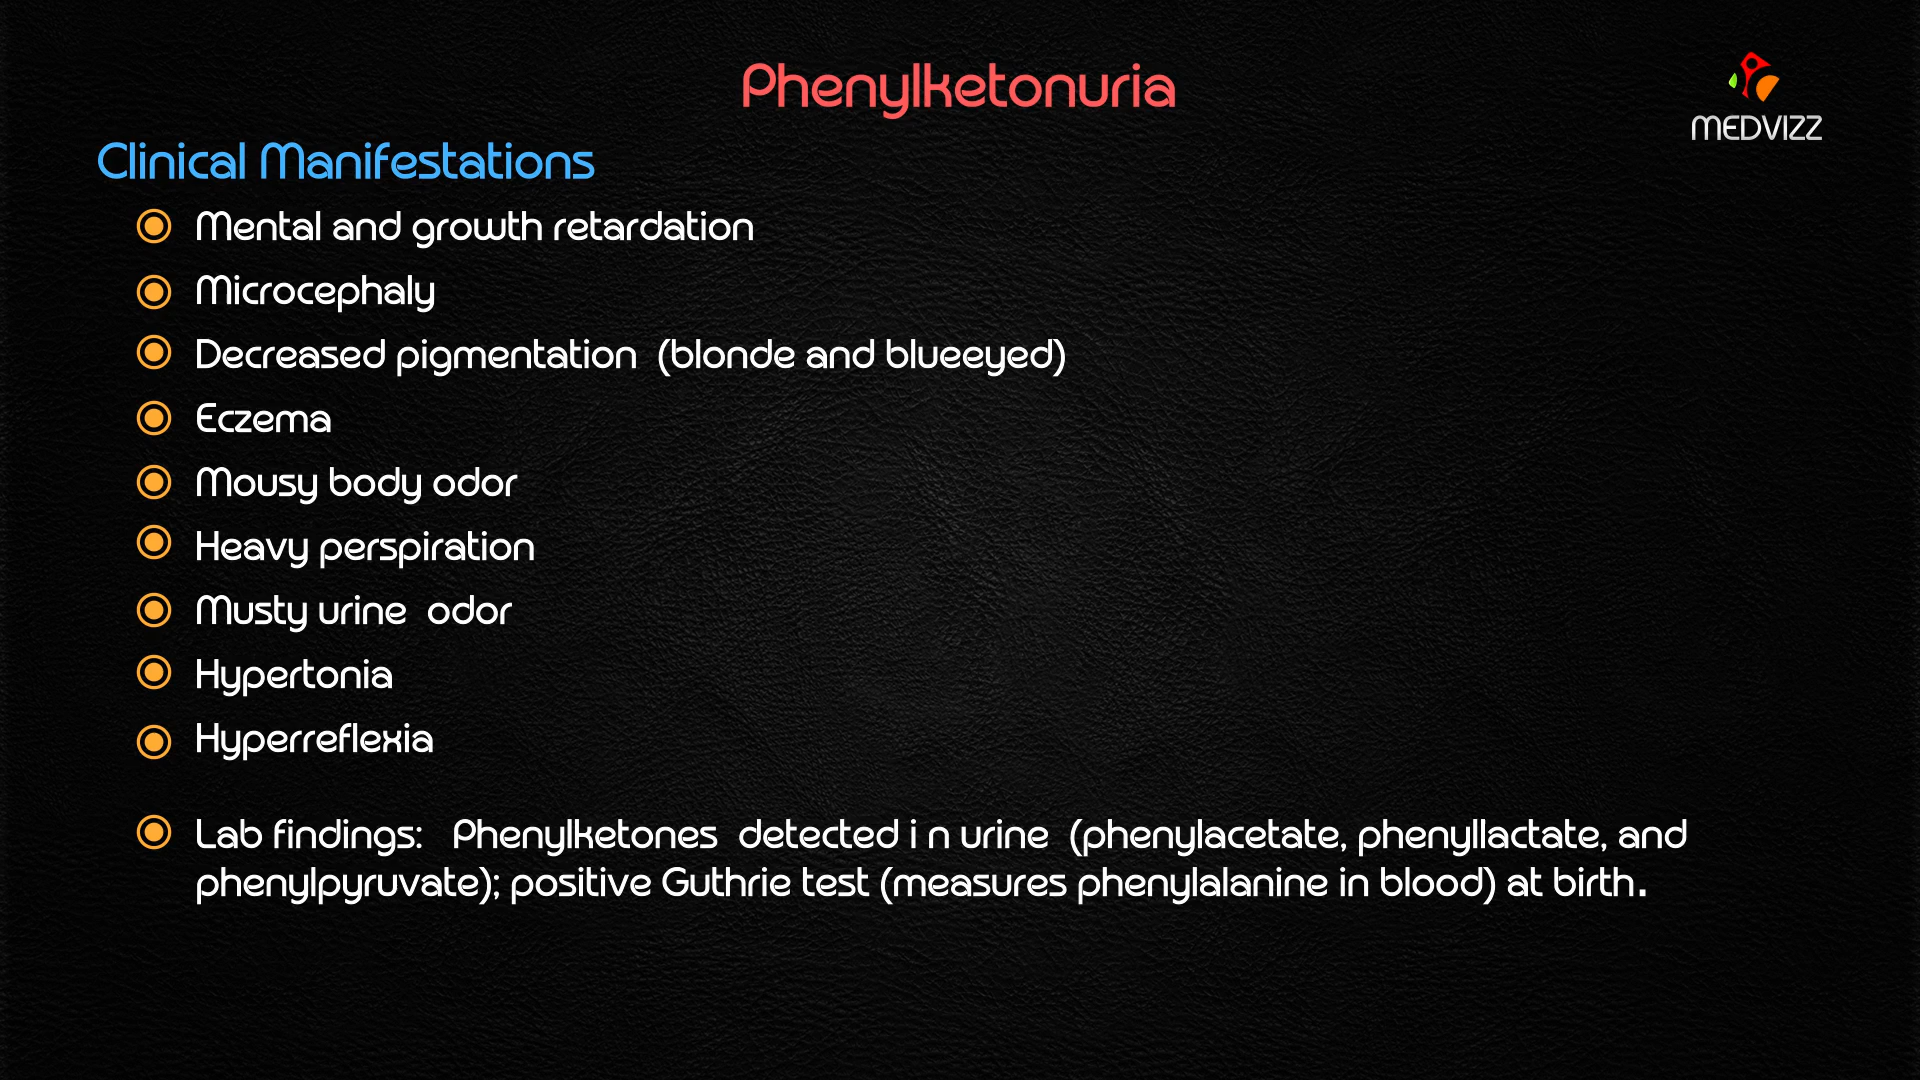 Phenylketonuria
MEDVIZZ
Clinical Manifestations
Mental and growth retardation
Microcephaly
Decreased pigmentation (blonde and blueeyed)
Eczema
Mousy body odor
Heavy perspiration
Musty urine odor
Hypertonia
Hyperreflexia
Lab findings: Phenylketones detected i n urine (phenylacetate, phenyllactate, and
phenylpyruvate); positive Guthrie test (measures phenylalanine in blood) at birth.